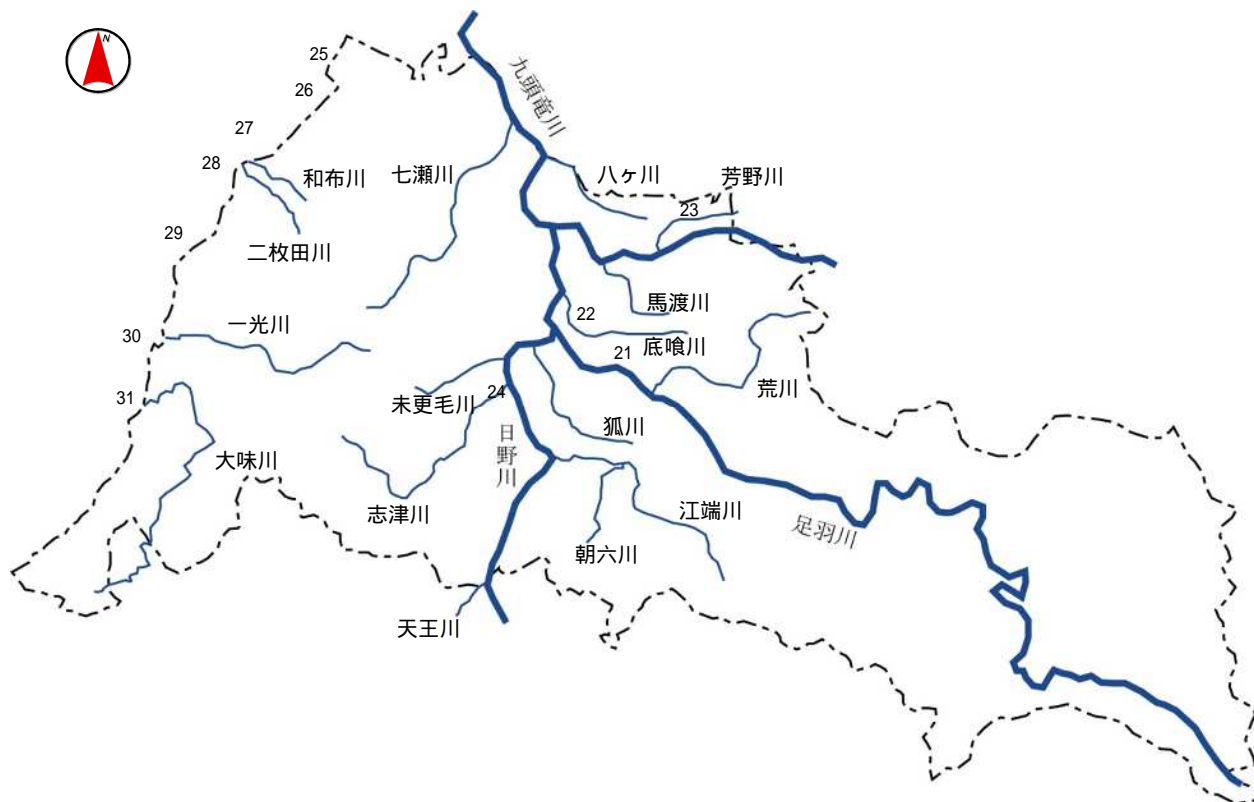 N
25
26
27
28
29
30
31
九頭竜川
和布川
二枚田川
七瀬川
八ヶ川
芳野川
23
馬渡川
22
底喰川
21
荒川
一光川
未更毛川
24
日野川
狐川
大味川
志津川
江端川
朝六川
足羽川
天王川